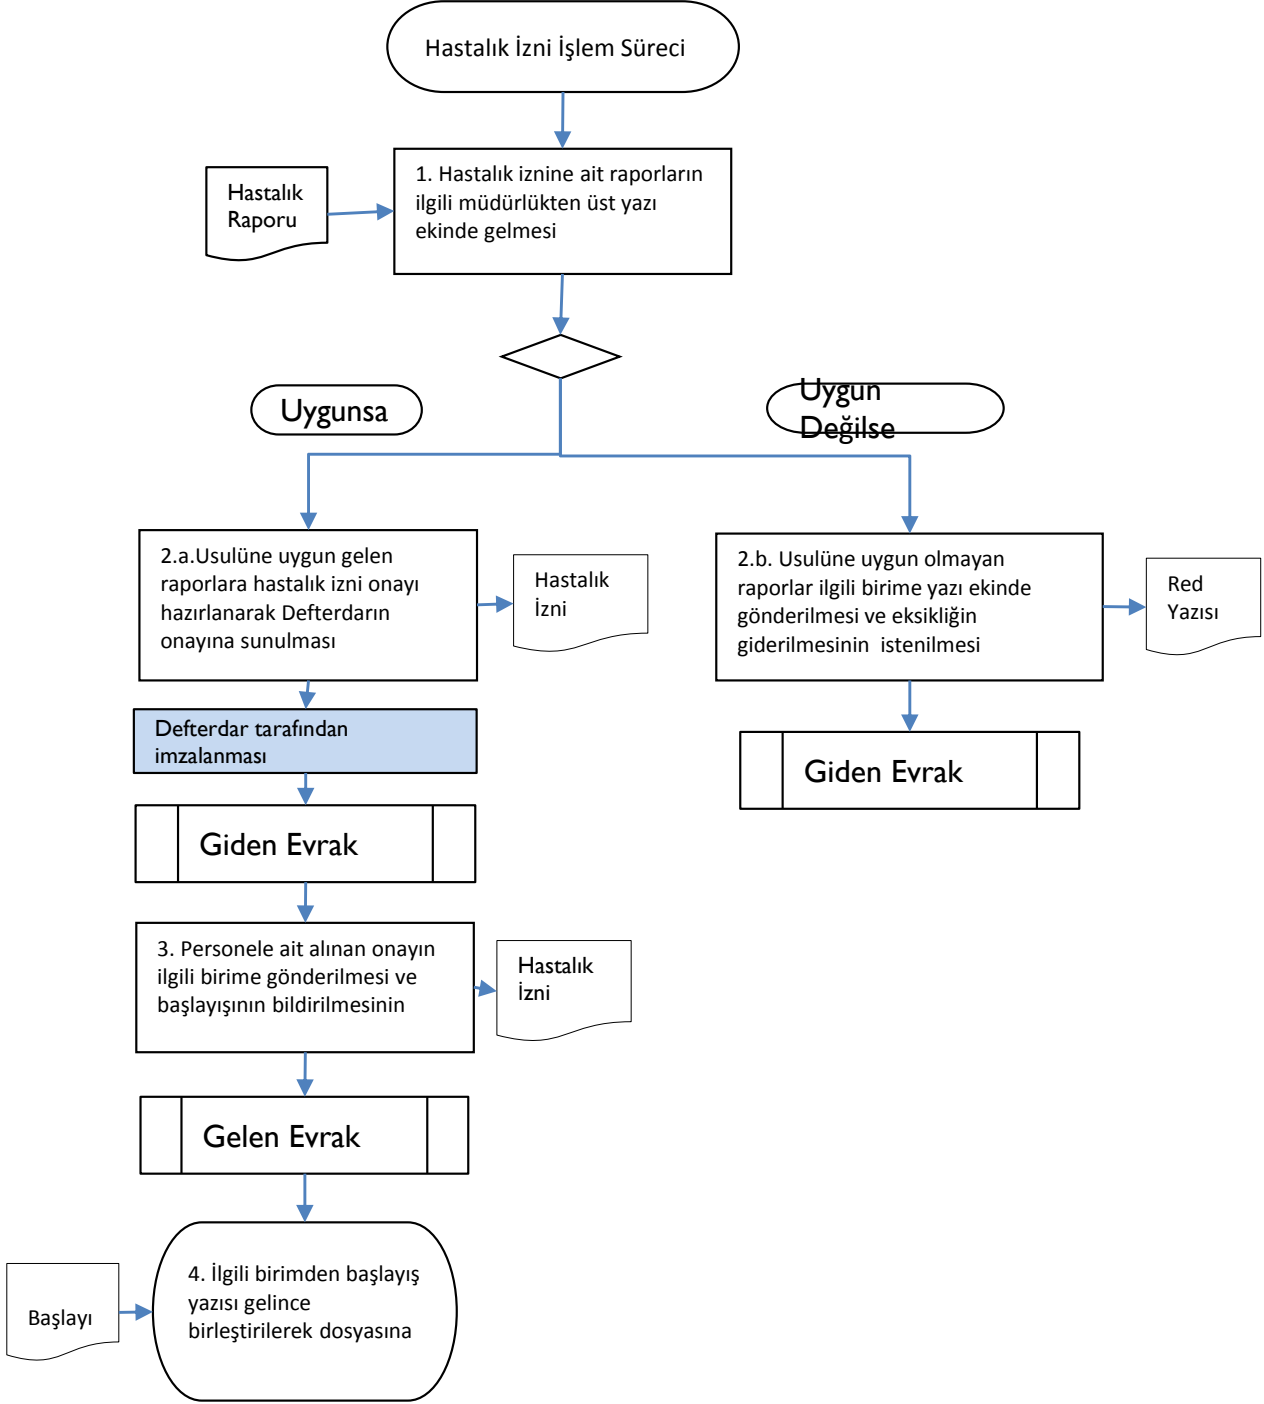 Hastalık İzni İşlem Süreci
1. Hastalık iznine ait raporların
ilgili müdürlükten üst yazı
ekinde gelmesi
Hastalık
Raporu
Uygunsa
Uygun
Değilse
2.a.Usulüne uygun gelen
raporlara hastalık izni onayı
hazırlanarak Defterdarın
onayına sunulması
Hastalık
İzni
2.b. Usulüne uygun olmayan
raporlar ilgili birime yazı ekinde
gönderilmesi ve eksikliğin
giderilmesinin  istenilmesi
Red
Yazısı
Defterdar tarafından
imzalanması
Giden Evrak
Giden Evrak
3. Personele ait alınan onayın
ilgili birime gönderilmesi ve
başlayışının bildirilmesinin
Hastalık
İzni
Gelen Evrak
4. İlgili birimden başlayış
yazısı gelince
birleştirilerek dosyasına
Başlayı